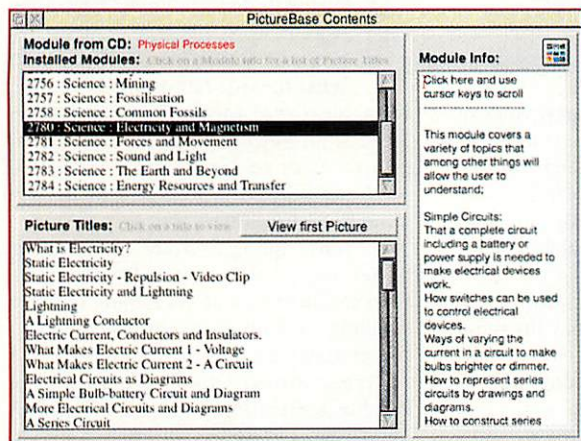 PictureBase Contents
Module from CD: Physical Processes
Installed Modules: Click on a Module info for a list of Picture Titles
2756 : Science : Mining
2757 : Science : Fossilisation
2758 : Science : Common Fossils
2780 : Science : Electricity and Magnetism
2781 : Science : Forces and Movement
2782 : Science : Sound and Light
2783 : Science : The Earth and Beyond
2784 : Science : Energy Resources and Transfer
Picture Titles: Click on a title to view
View first Picture
What is Electricity?
Static Electricity
Static Electricity - Repulsion - Video Clip
Static Electricity and Lightning
Lightning
A Lightning Conductor
Electric Current, Conductors and Insulators.
What Makes Electric Current 1 - Voltage
What Makes Electric Current 2 - A Circuit
Electrical Circuits as Diagrams
A Simple Bulb-battery Circuit and Diagram
More Electrical Circuits and Diagrams
A Series Circuit
Module Info:
Click here and use
cursor keys to scroll
------------------------
This module covers a
variety of topics that
among other things will
allow the user to
understand;
Simple Circuits:
That a complete circuit
including a battery or
power supply is needed to
make electrical devices
work.
How switches can be used
to control electrical
devices.
Ways of varying the
current in a circuit to make
bulbs brighter or dimmer.
How to represent series
circuits by drawings and
diagrams.
How to construct series